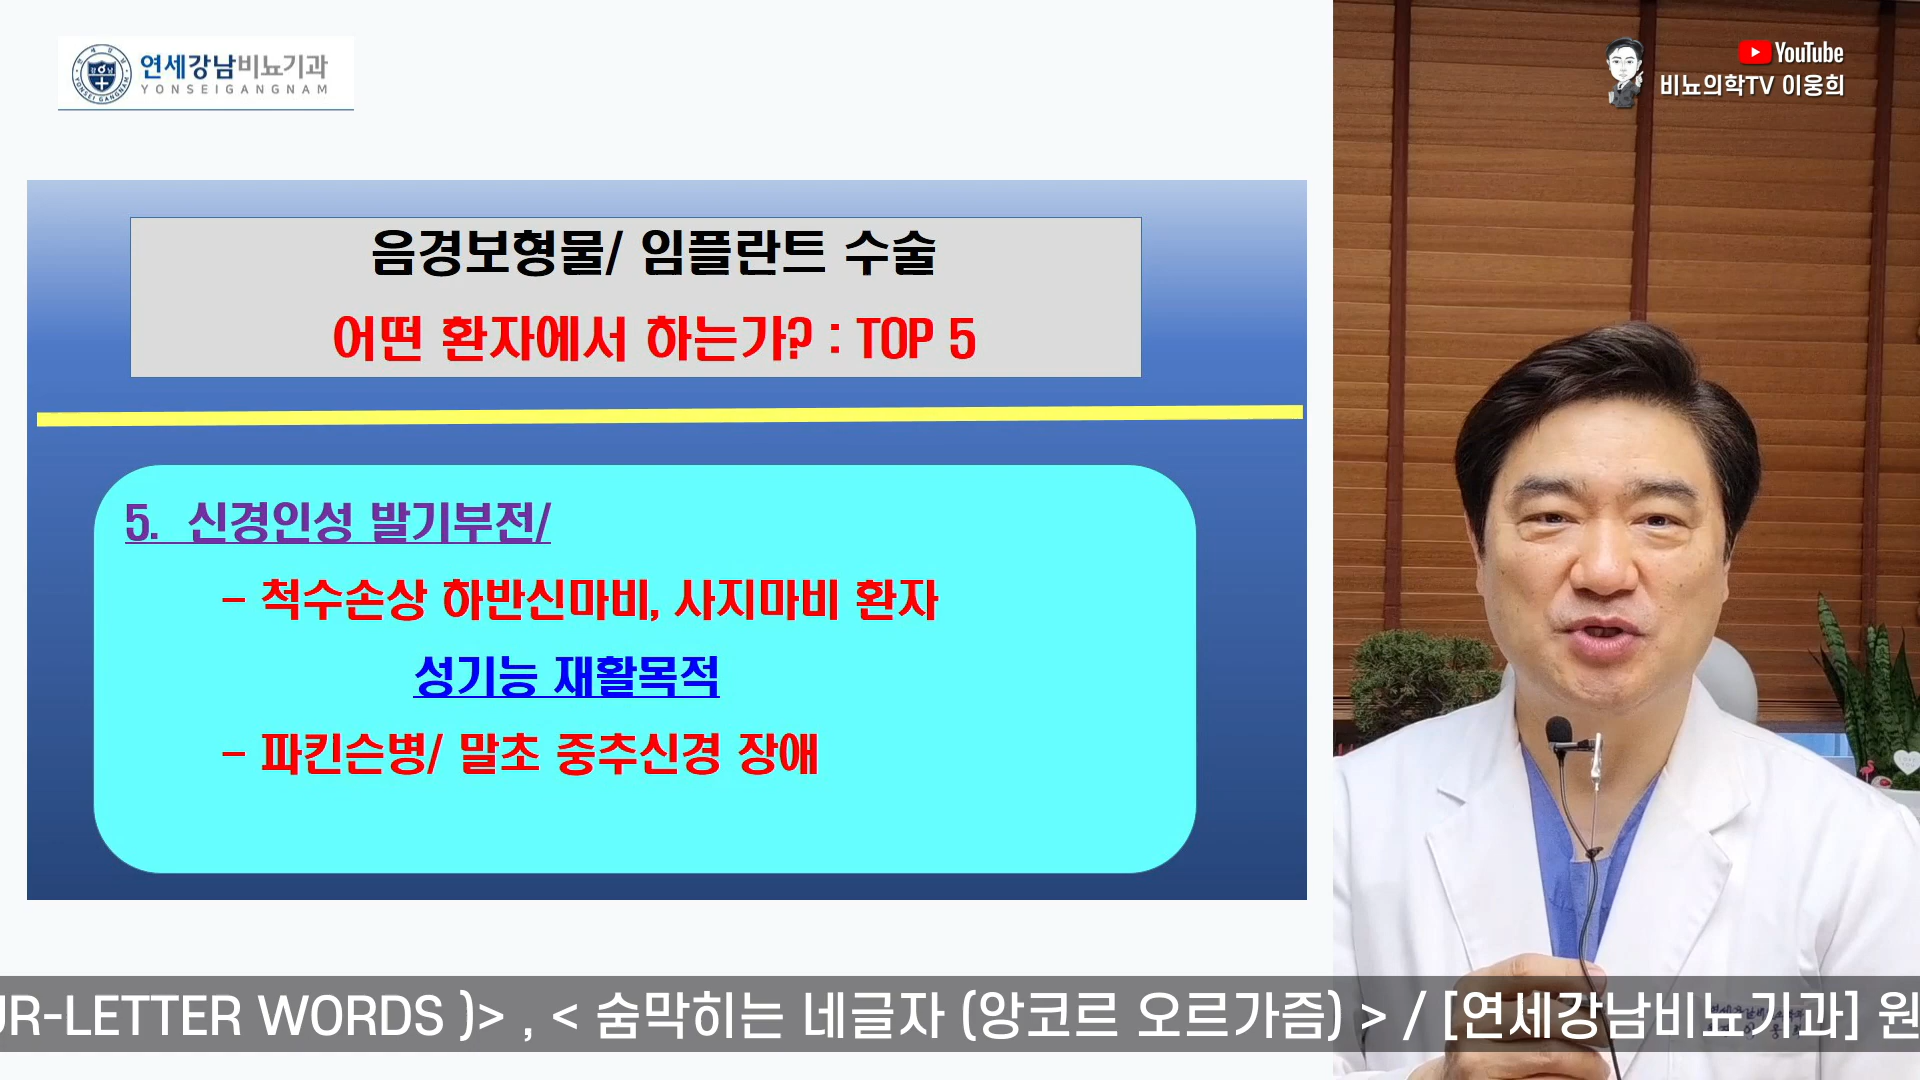 연세강남비뇨기과
YONSEIGANGNAM
YouTube
비뇨의학TV 이웅희
음경보형물/ 임플란트 수술
어떤 환자에서 하는가? : TOP 5
5. 신경인성 발기부전/
- 척수손상 하반신마비, 사지마비 환자
성기능 재활목적
- 파킨슨병/ 말초 중추신경 장애
UR-LETTER WORDS )> , < 숨막히는 네글자 (앙코르 오르가즘) > / [연세강남비뇨기과] 원